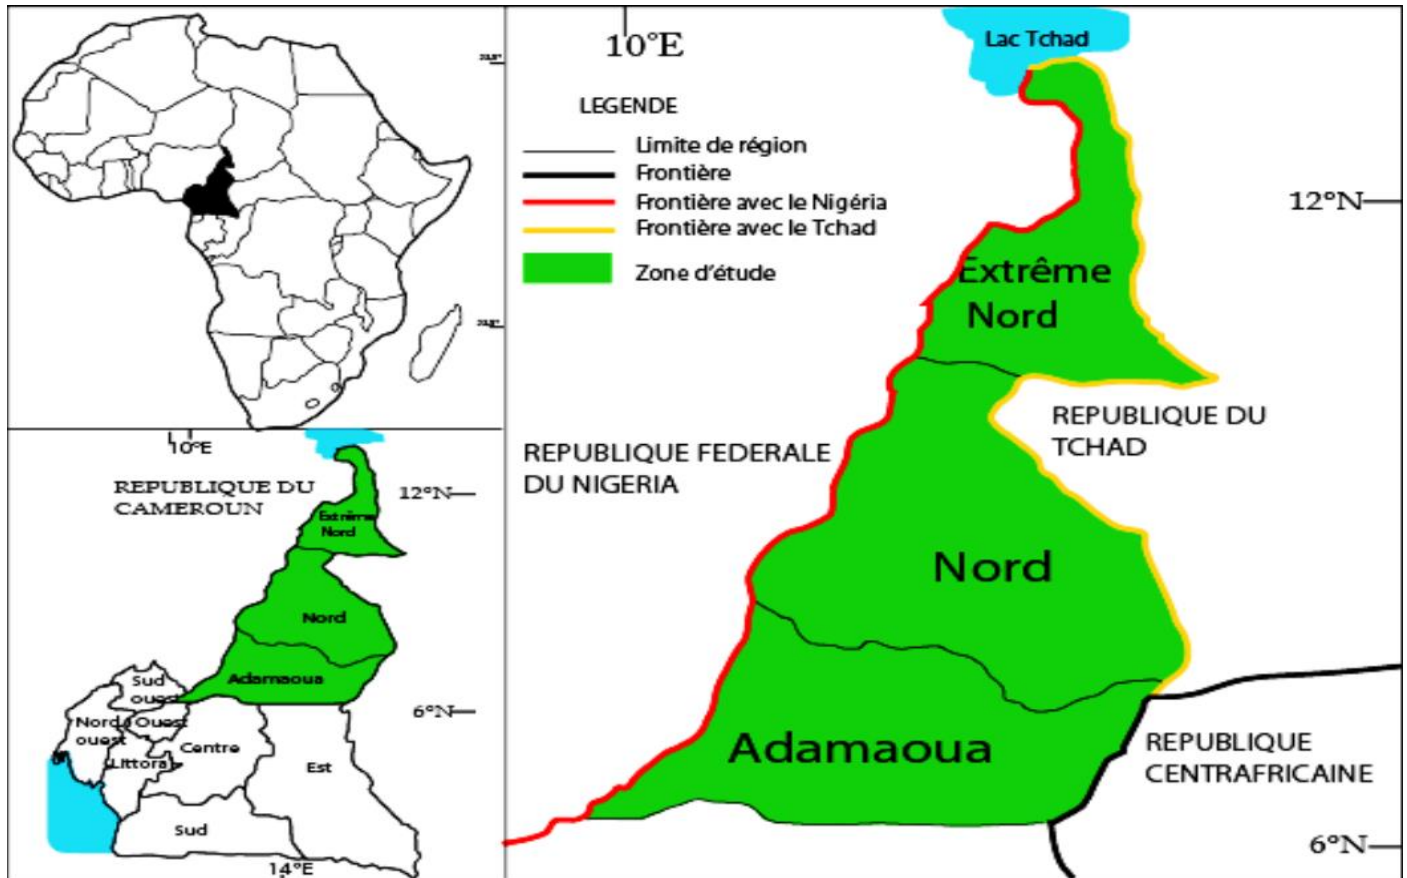 10°E
Lac Tchad
LEGENDE
Limite de région
Frontière
Frontière avec le Nigéria
Frontière avec le Tchad
Zone d'étude
12°N
Extrême
Nord
REPUBLIQUE DU
TCHAD
REPUBLIQUE FEDERALE
DU NIGERIA
Nord
Adamaoua
REPUBLIQUE
CENTRAFRICAINE
6°N
10°E
REPUBLIQUE DU
CAMEROUN
12°N
Extrême
Nord
Nord
Adamaoua
Sud
ouest
6°N
Nord
ouest
Ouest
Centre
Littoral
Est
Sud
14°E